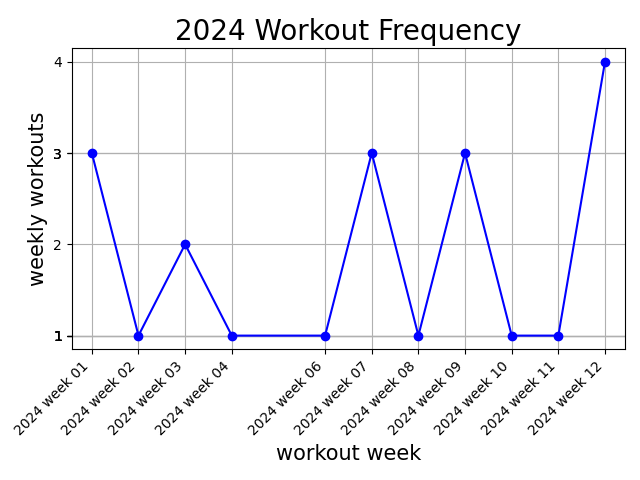 2024 Workout Frequency
weekly workouts
4
3
2
1
2024 week 01
2024 week 02
2024 week 03
2024 week 04
2024 week 06
2024 week 07
2024 week 08
2024 week 09
2024 week 10
2024 week 11
2024 week 12
workout week